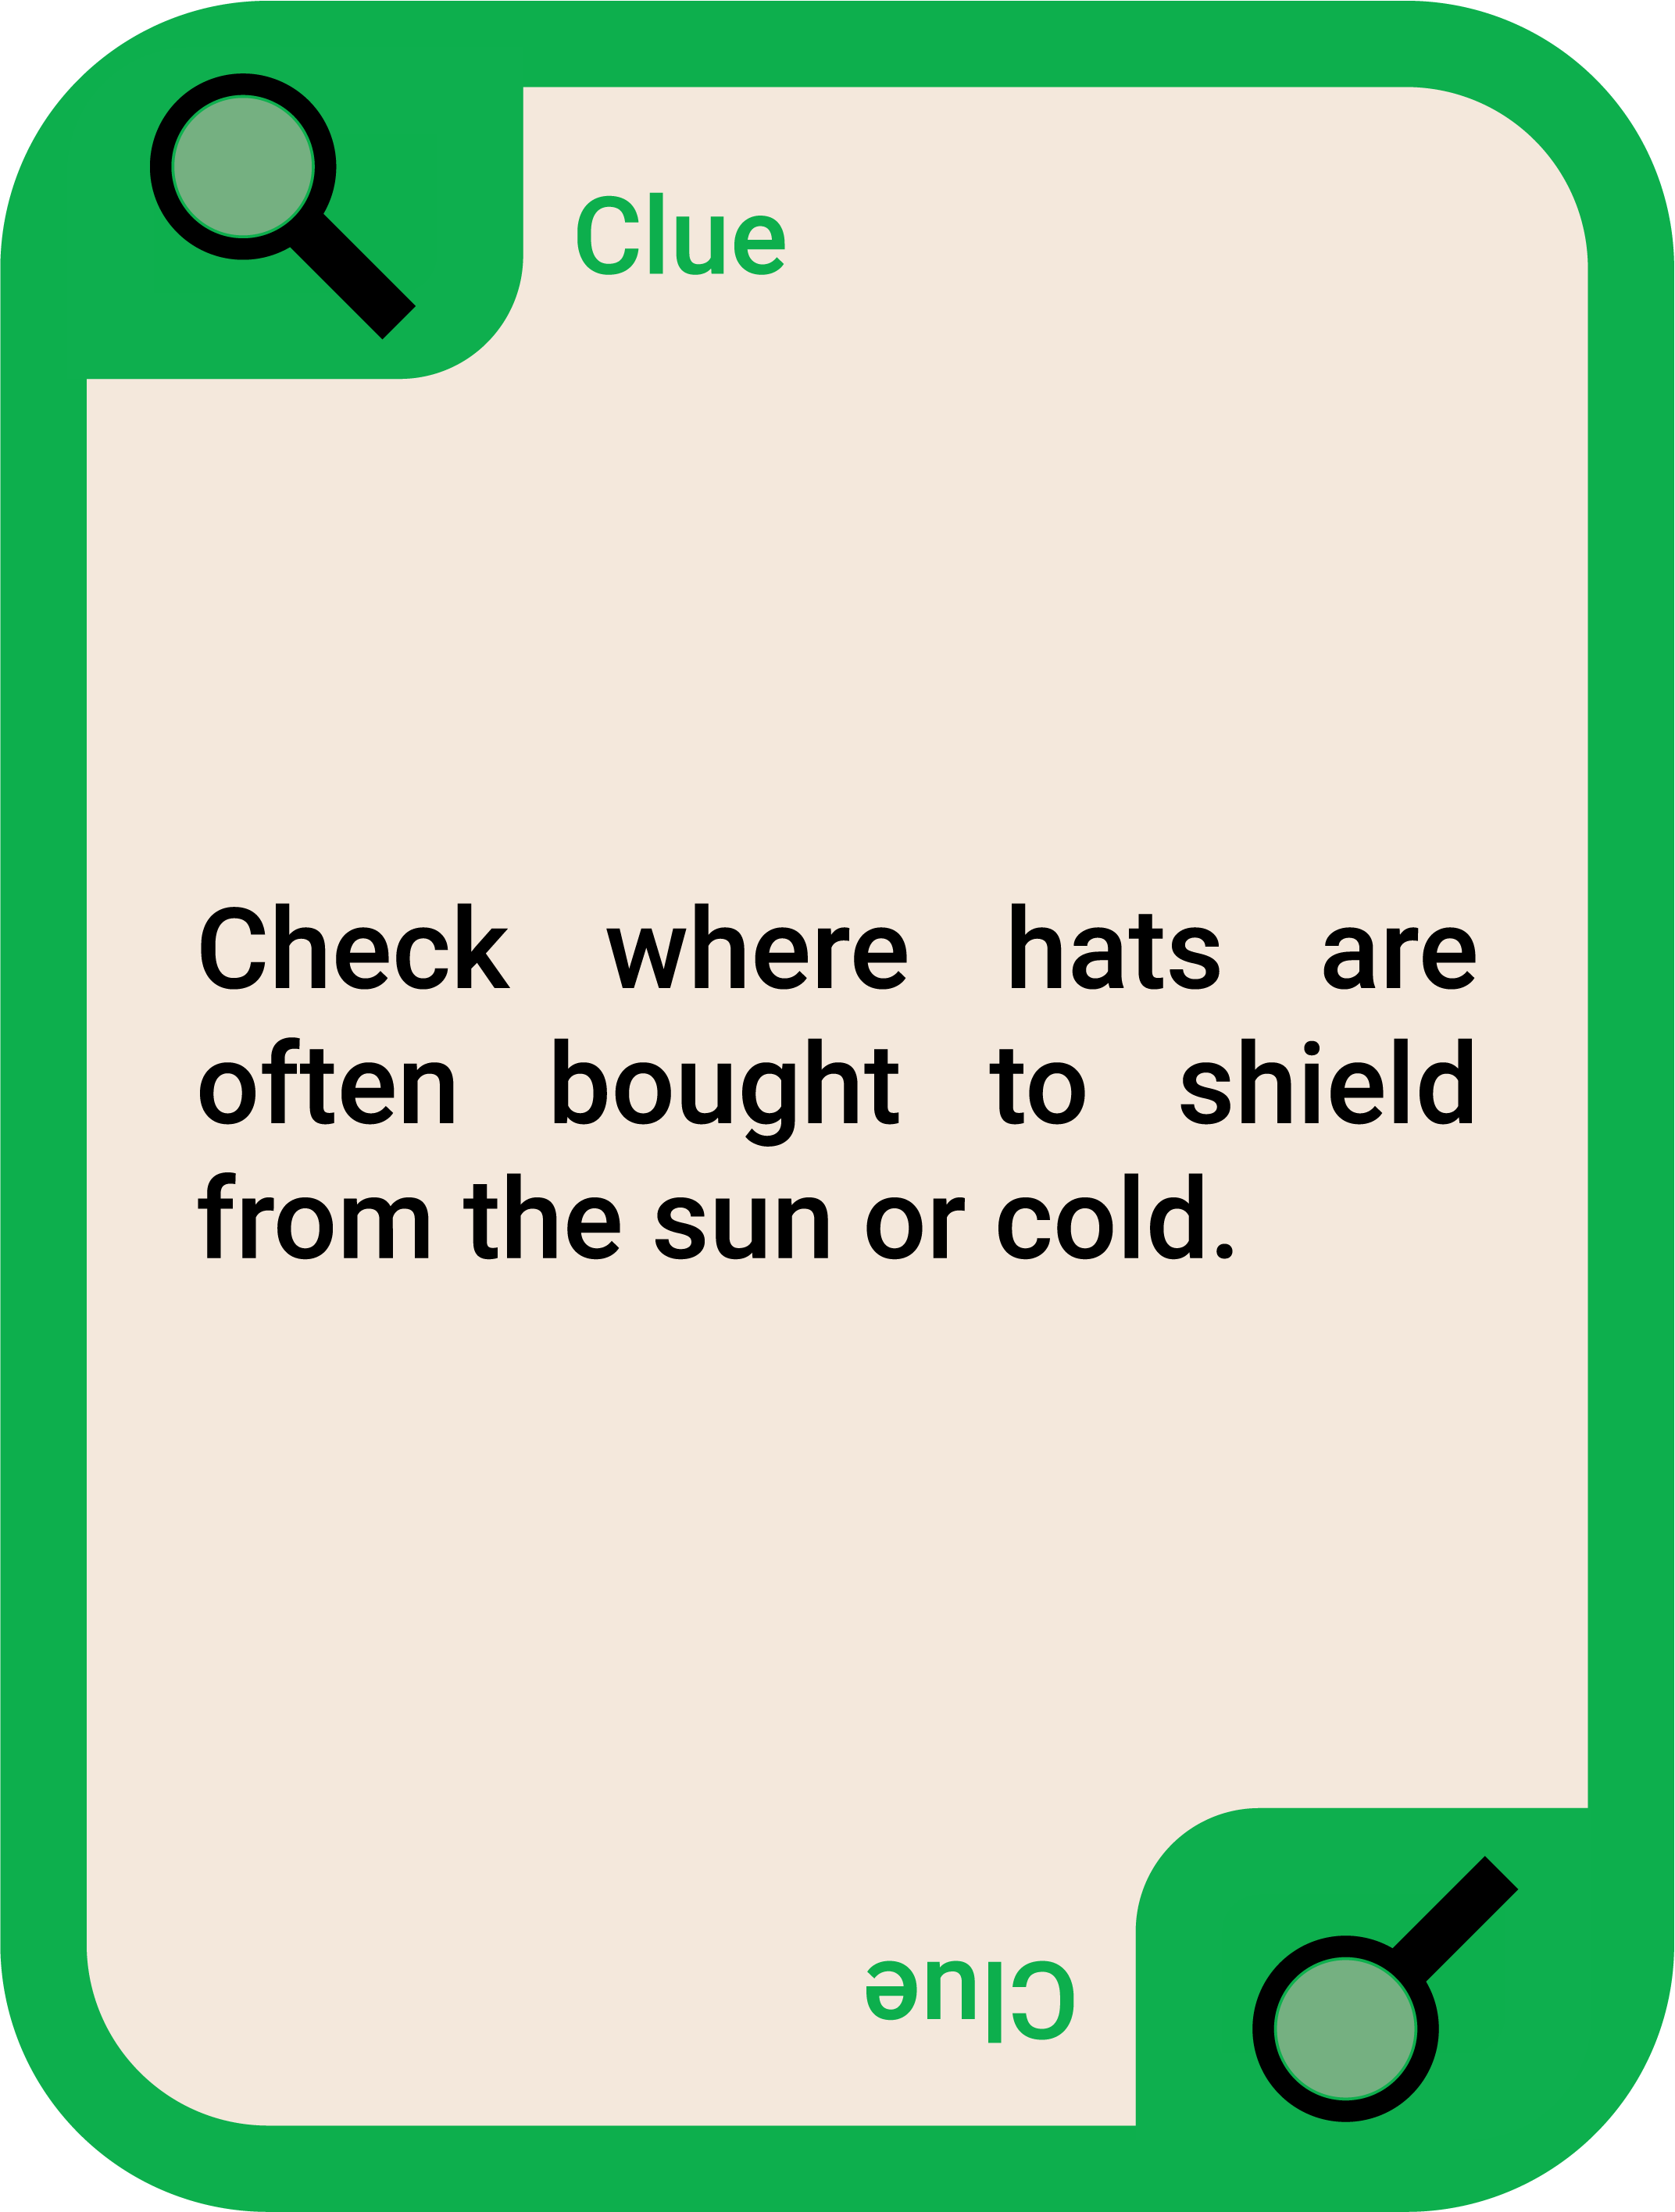 Clue
Check where hats are
often bought to shield
from the sun or cold.
Clue